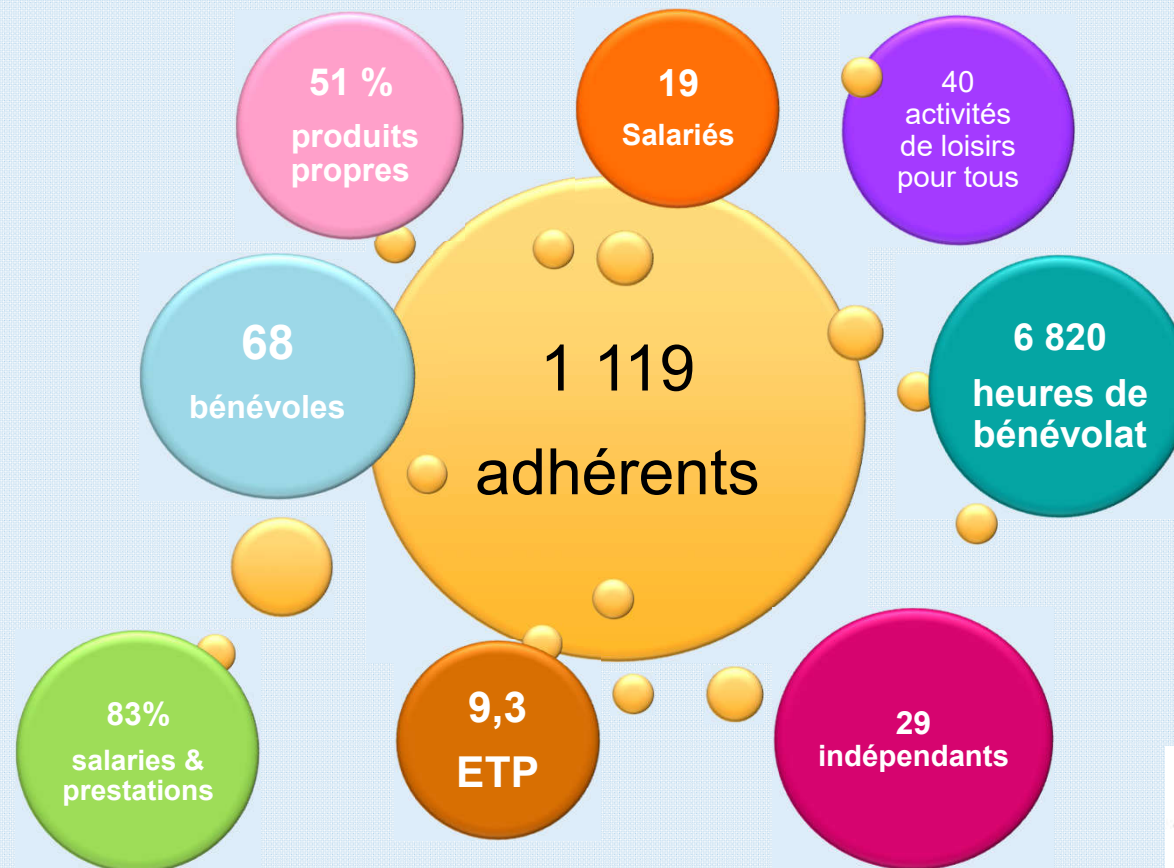 51 %
produits
propres
19
Salariés
40
activités
de loisirs
pour tous
68
bénévoles
1 119
adhérents
6 820
heures de
bénévolat
83%
salaries &
prestations
9,3
ETP
29
indépendants